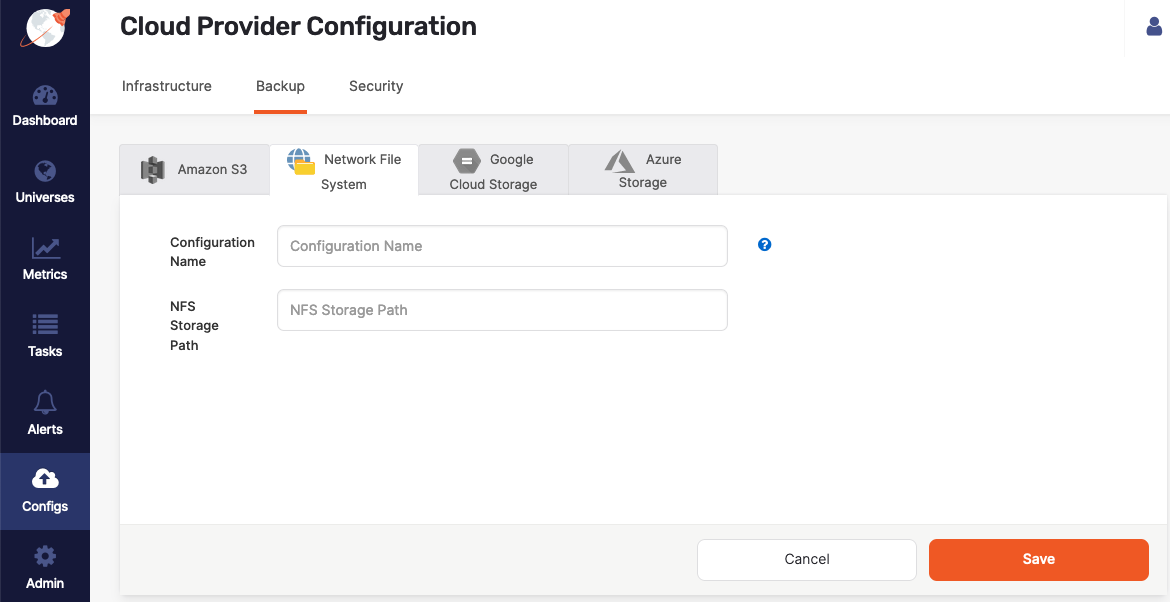 Cloud Provider Configuration
Infrastructure
Backup
Security
Dashboard
Universes
Metrics
Tasks
Alerts
Configs
Admin
Amazon S3
Network File
System
Google
Cloud Storage
Azure
Storage
Configuration
Name
Configuration Name
?
NFS
Storage
Path
NFS Storage Path
Cancel
Save